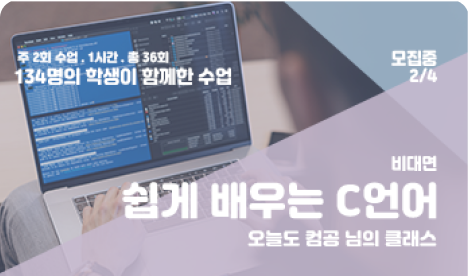 주 2회 수업 . 1시간 . 총 36회
134명의 학생이 함께한 수업
모집중
2/4
비대면
쉽게 배우는 C언어
오늘도 컴공 님의 클래스